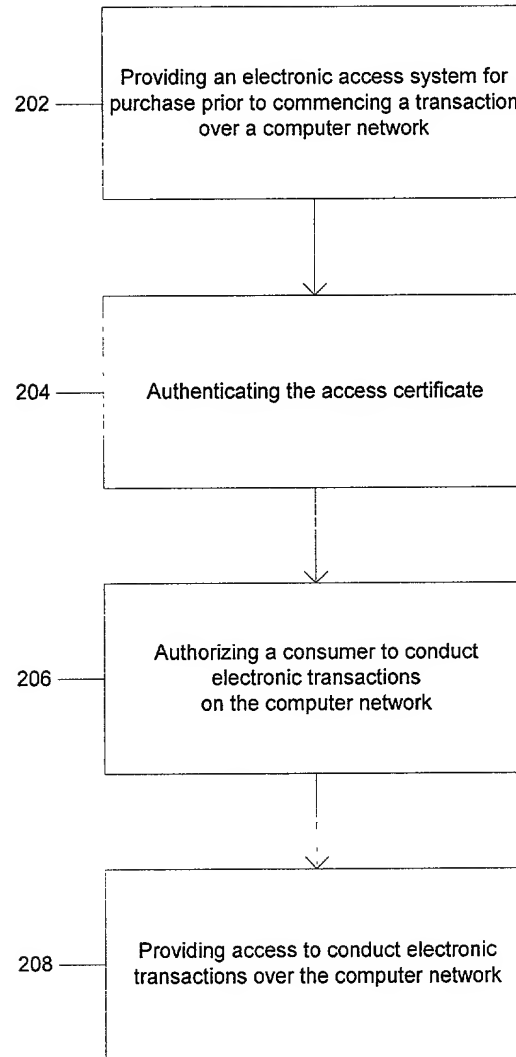 Providing an electronic access system for
202
purchase prior to commencing a transaction
over a computer network
204
Authenticating the access certificate
Authorizing a consumer to conduct
206
electronic transactions
on the computer network
208
Providing access to conduct electronic
transactions over the computer network